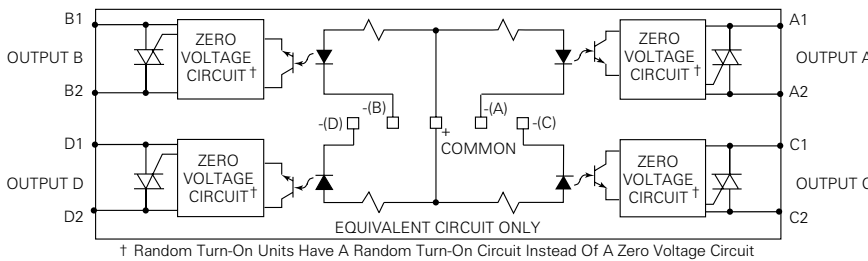 B1
OUTPUT B
B2
ZERO
VOLTAGE
CIRCUIT †
ZERO
VOLTAGE
CIRCUIT †
A1
OUTPUT A
A2
-(D)
-(B)
-(A)
-(C)
+
COMMON
D1
OUTPUT D
D2
ZERO
VOLTAGE
CIRCUIT †
ZERO
VOLTAGE
CIRCUIT †
C1
OUTPUT C
C2
EQUIVALENT CIRCUIT ONLY
† Random Turn-On Units Have A Random Turn-On Circuit Instead Of A Zero Voltage Circuit